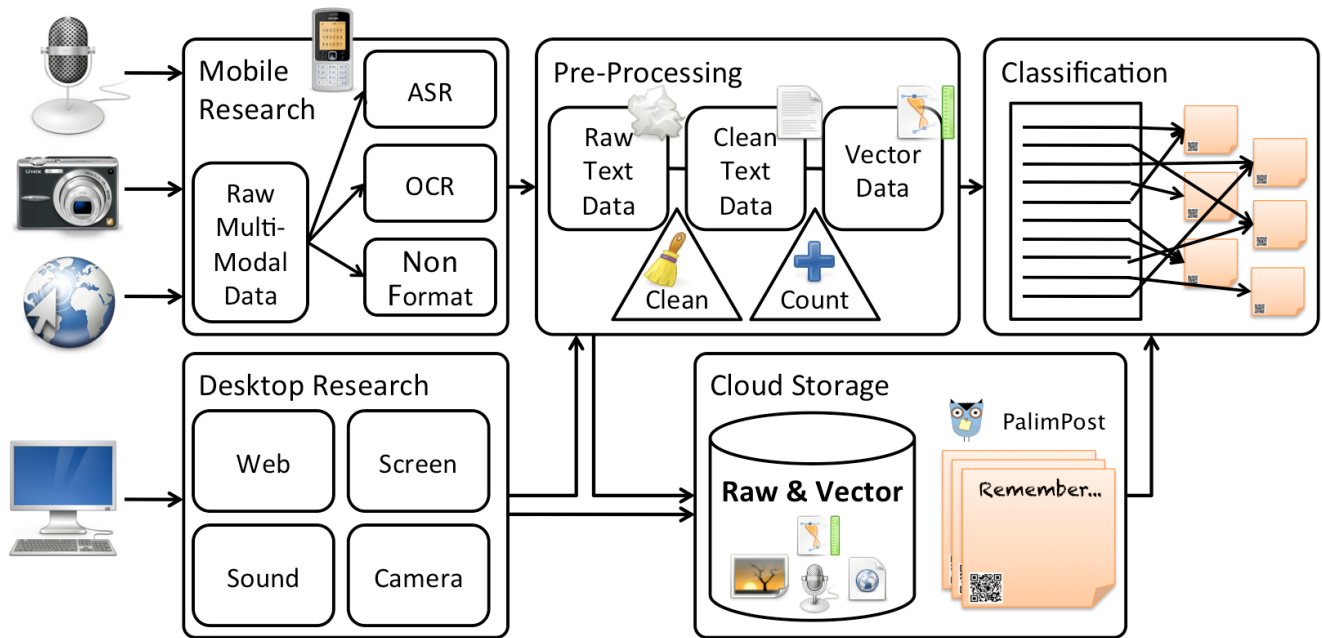 Mobile
Research
ASR
OCR
Non
Format
Raw
Multi-
Modal
Data
Pre-Processing
Raw
Text
Data
Clean
Text
Data
Vector
Data
Clean
Count
Classification
Desktop Research
Web
Screen
Sound
Camera
Cloud Storage
Raw & Vector
PalimPost
Remember...